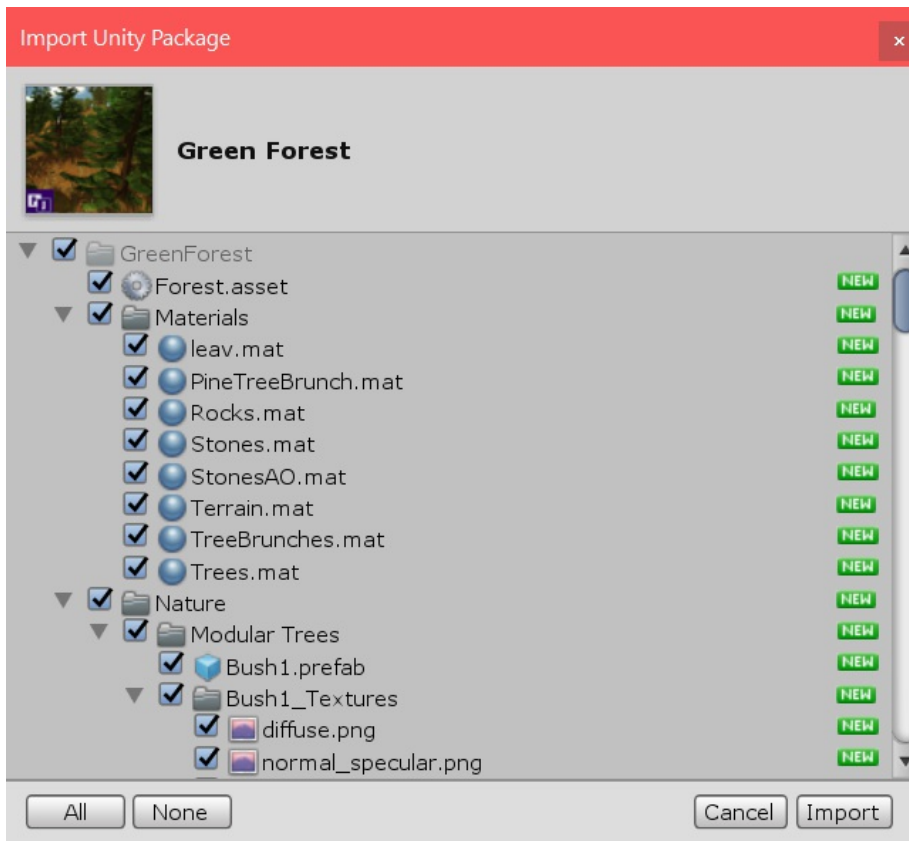 Import Unity Package
Green Forest
GreenForest
Forest.asset NEW
Materials NEW
leav.mat NEW
PineTreeBrunch.mat NEW
Rocks.mat NEW
Stones.mat NEW
StonesAO.mat NEW
Terrain.mat NEW
TreeBrunches.mat NEW
Trees.mat NEW
Nature NEW
Modular Trees NEW
Bush1.prefab NEW
Bush1_Textures NEW
diffuse.png NEW
normal_specular.png NEW
All None Cancel Import